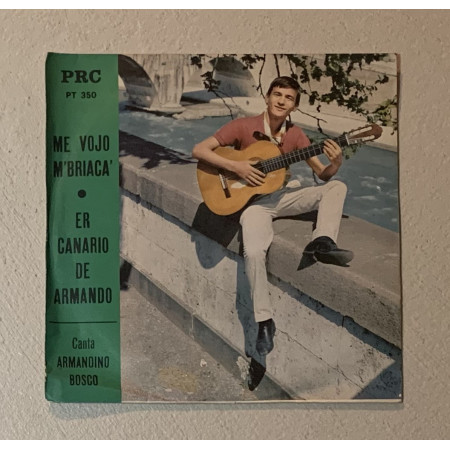 PRC
PT 350
ME VOJO
M'BRIACA'
•
ER
CANARIO
DE
ARMANDO
Canta
ARMANDINO
BOSCO